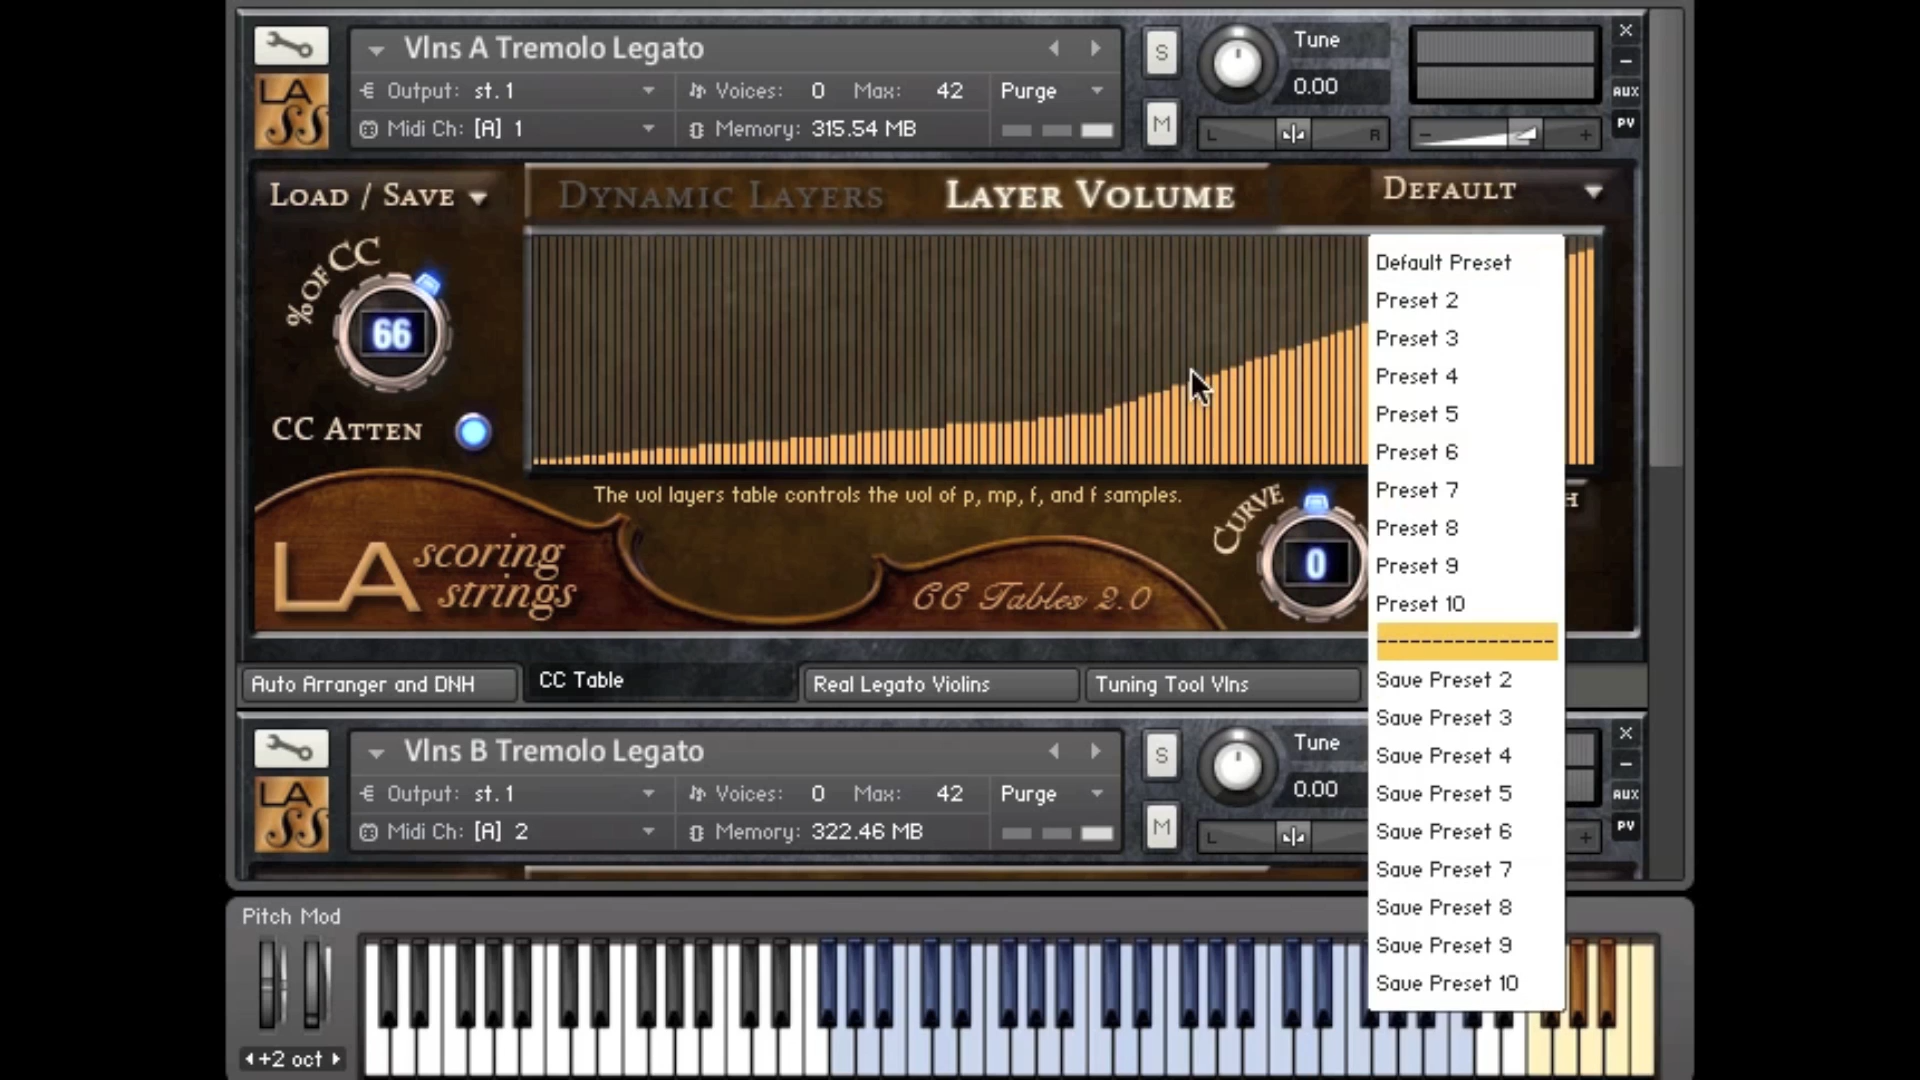 Vlns A Tremolo Legato
S
Tune
0.00
X
AUX
PV
LA
SS
Output: st.1
Voices: 0 Max: 42
Purge
Midi Ch: [A] 1
Memory: 315.54 MB
M
L R
- +
Load / Save
Dynamic Layers
Layer Volume
Default
% of CC
66
CC Atten
The vol layers table controls the vol of p, mp, f, and f samples.
Curve
0
H
LA scoring strings
CC Tables 2.0
Default Preset
Preset 2
Preset 3
Preset 4
Preset 5
Preset 6
Preset 7
Preset 8
Preset 9
Preset 10
-----------------
Save Preset 2
Save Preset 3
Save Preset 4
Save Preset 5
Save Preset 6
Save Preset 7
Save Preset 8
Save Preset 9
Save Preset 10
Auto Arranger and DNH
CC Table
Real Legato Violins
Tuning Tool Vlns
Vlns B Tremolo Legato
S
Tune
0.00
X
AUX
PV
LA
SS
Output: st.1
Voices: 0 Max: 42
Purge
Midi Ch: [A] 2
Memory: 322.46 MB
M
L
+
Pitch Mod
+2 oct